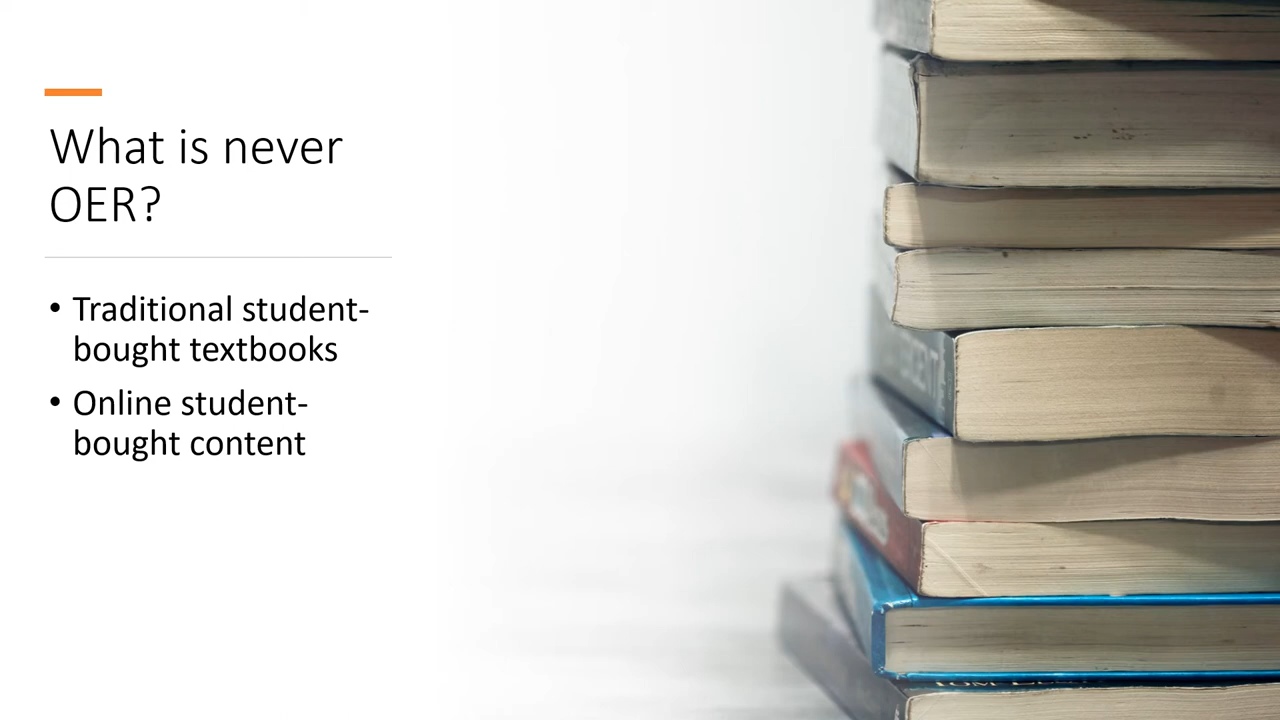 What is never
OER?
• Traditional student-
bought textbooks
• Online student-
bought content